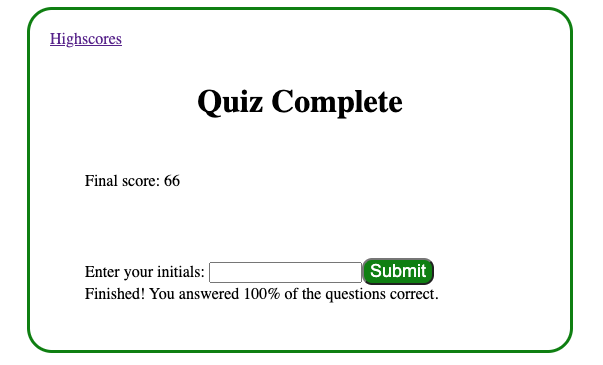 Highscores
Quiz Complete
Final score: 66
Enter your initials: Submit
Finished! You answered 100% of the questions correct.